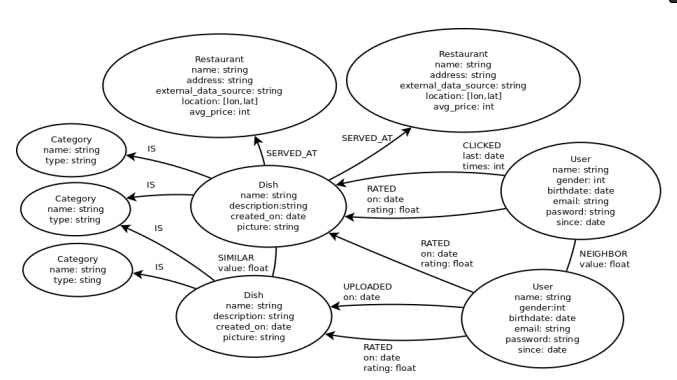 Restaurant
name: string
address: string
external_data_source: string
location: [lon,lat]
avg_price: int
Restaurant
name: string
address: string
external_data_source: string
location: [lon,lat]
avg_price: int
Category
name: string
type: string
IS
SERVED_AT
SERVED_AT
CLICKED
last: date
times: int
User
name: string
gender: int
birthdate: date
email: string
pasword: string
since: date
Category
name: string
type: string
IS
Dish
name: string
description:string
created_on: date
picture: string
RATED
on: date
rating: float
IS
Category
name: string
type: sting
IS
SIMILAR
value: float
RATED
on: date
rating: float
NEIGHBOR
value: float
Dish
name: string
description: string
created_on: date
picture: string
UPLOADED
on: date
User
name: string
gender:int
birthdate: date
email: string
password: string
since: date
RATED
on: date
rating: float